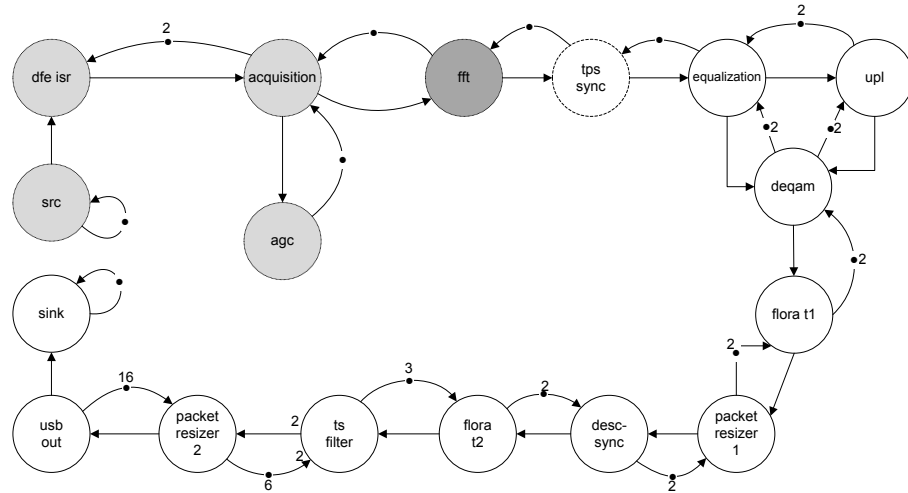 2
2
dfe isr
acquisition
fft
tps
sync
equalization
upl
2
2
src
deqam
agc
2
sink
flora t1
2
16
3
2
usb
out
packet
resizer
2
2
2
ts
filter
flora
t2
desc-
sync
packet
resizer
1
6
2